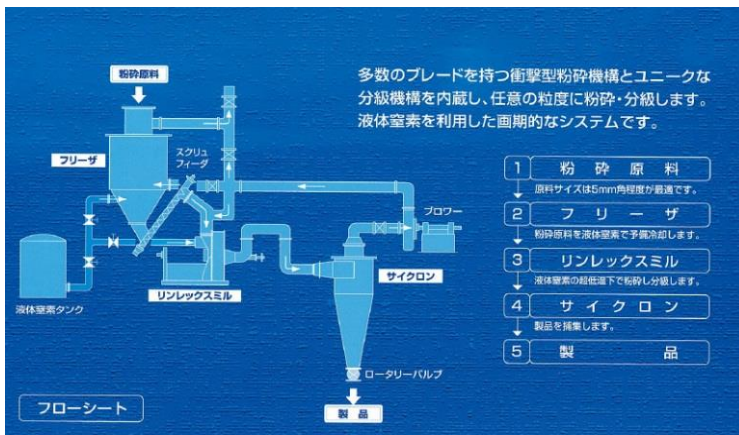 粉砕原料
多数のブレードを持つ衝撃型粉砕機構とユニークな
分級機構を内蔵し、任意の粒度に粉砕・分級します。
液体窒素を利用した画期的なシステムです。
フリーザ
スクリュ
フィーダ
ブロワー
サイクロン
リンレックスミル
液体窒素タンク
ロータリーバルブ
製品
フローシート
1 粉砕原料
原料サイズは5mm角程度が最適です。
2 フリーザ
粉砕原料を液体窒素で予備冷却します。
3 リンレックスミル
液体窒素の超低温下で粉砕し分級します。
4 サイクロン
製品を捕集します。
5 製品